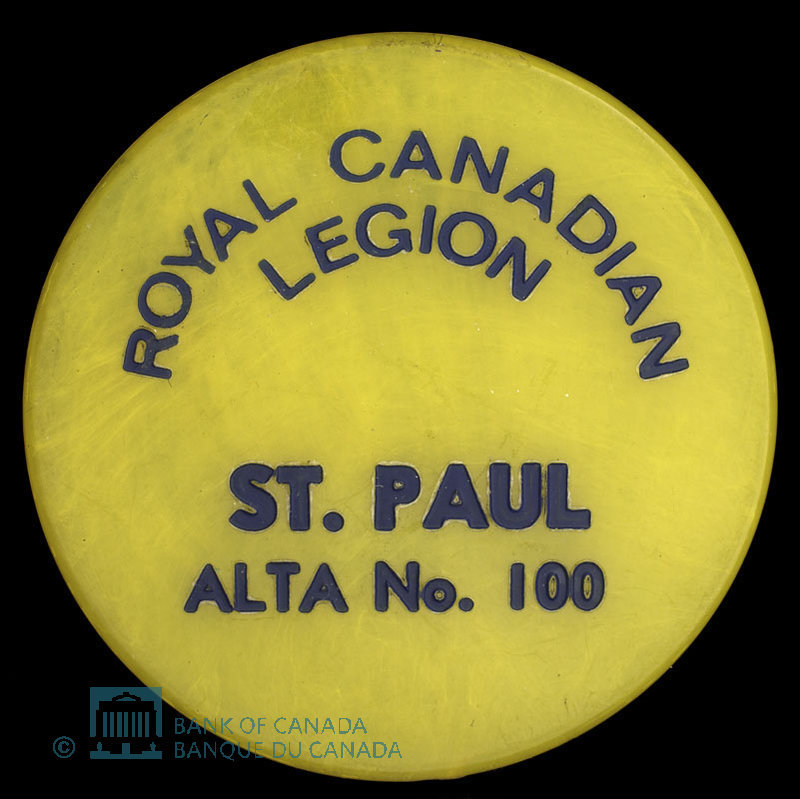 ROYAL CANADIAN
LEGION
ST. PAUL
ALTA No. 100
© BANK OF CANADA
BANQUE DU CANADA